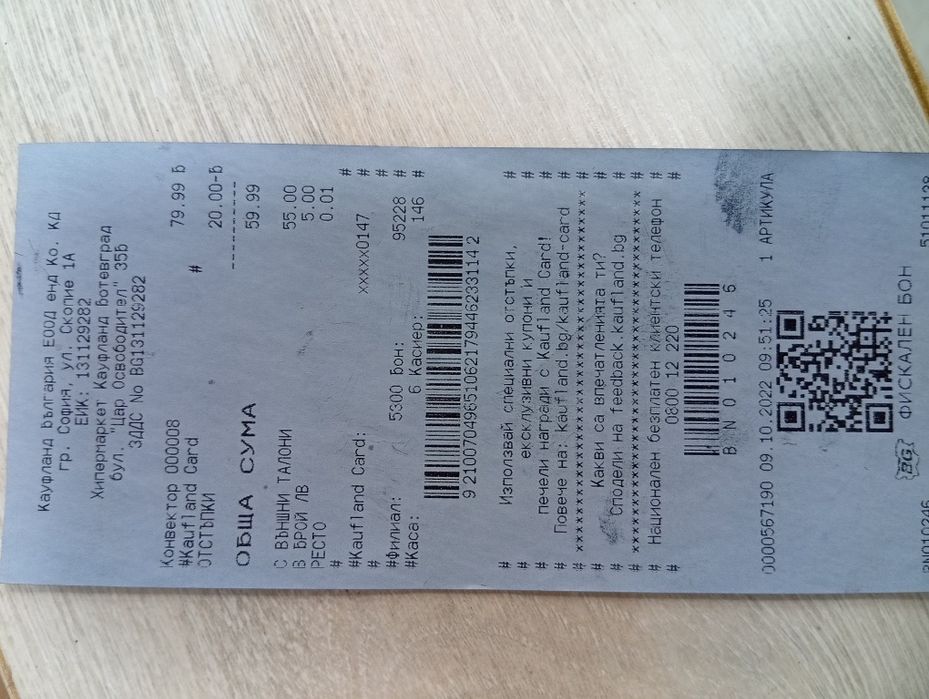 Кауфланд България ЕООД енд Ко. КД
гр. София, ул. Скопие 1А
ЕИК: 131129282
Хипермаркет Кауфланд Ботевград
бул. "Цар Освободител" 35Б
ЗДДС No BG131129282
Конвектор 000008 79.99 Б
#Kaufland Card #
ОТСТЪПКИ 20.00-Б
----------
ОБЩА СУМА 59.99
С ВЪНШНИ ТАЛОНИ 55.00
В БРОЙ ЛВ 5.00
РЕСТО 0.01
# #
#Kaufland Card: xxxxxx0147 #
# #
#Филиал: 5300 Бон: 95228 #
#Каса: 6 Касиер: 146 #
9 21007049651062179446233114 2
# Използвай специални отстъпки, #
# ексклузивни купони и #
# печели награди с Kaufland Card! #
# Повече на: kaufland.bg/kaufland-card #
# Какви са впечатленията ти? #
# Сподели на feedback.kaufland.bg #
# Национален безплатен клиентски телефон #
# 0800 12 220 #
B N 0 1 0 2 4 6
0000567190 09.10.2022 09:51:25 1 АРТИКУЛА
BG ФИСКАЛЕН БОН